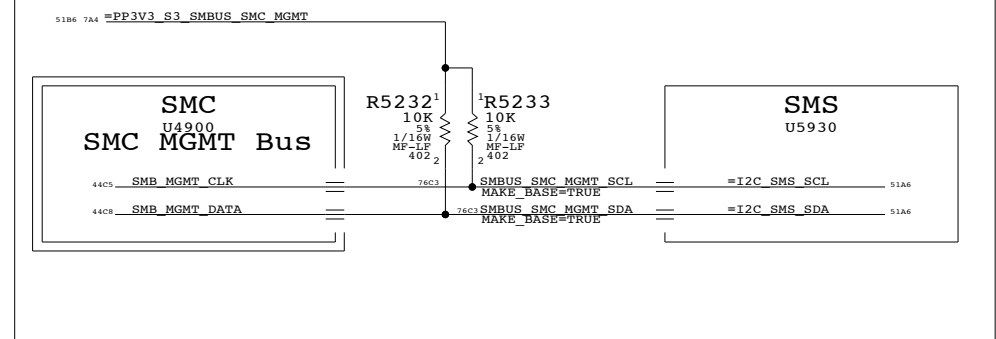 51B6 7A4 =PP3V3_S3_SMBUS_SMC_MGMT
SMC
U4900
SMC MGMT Bus
R5232
1
10K
5%
1/16W
MF-LF
402
2
1
R5233
10K
5%
1/16W
MF-LF
402
2
SMS
U5930
44C5 SMB_MGMT_CLK
76C3 SMBUS_SMC_MGMT_SCL
MAKE_BASE=TRUE
=I2C_SMS_SCL 51A6
44C8 SMB_MGMT_DATA
76C3 SMBUS_SMC_MGMT_SDA
MAKE_BASE=TRUE
=I2C_SMS_SDA 51A6